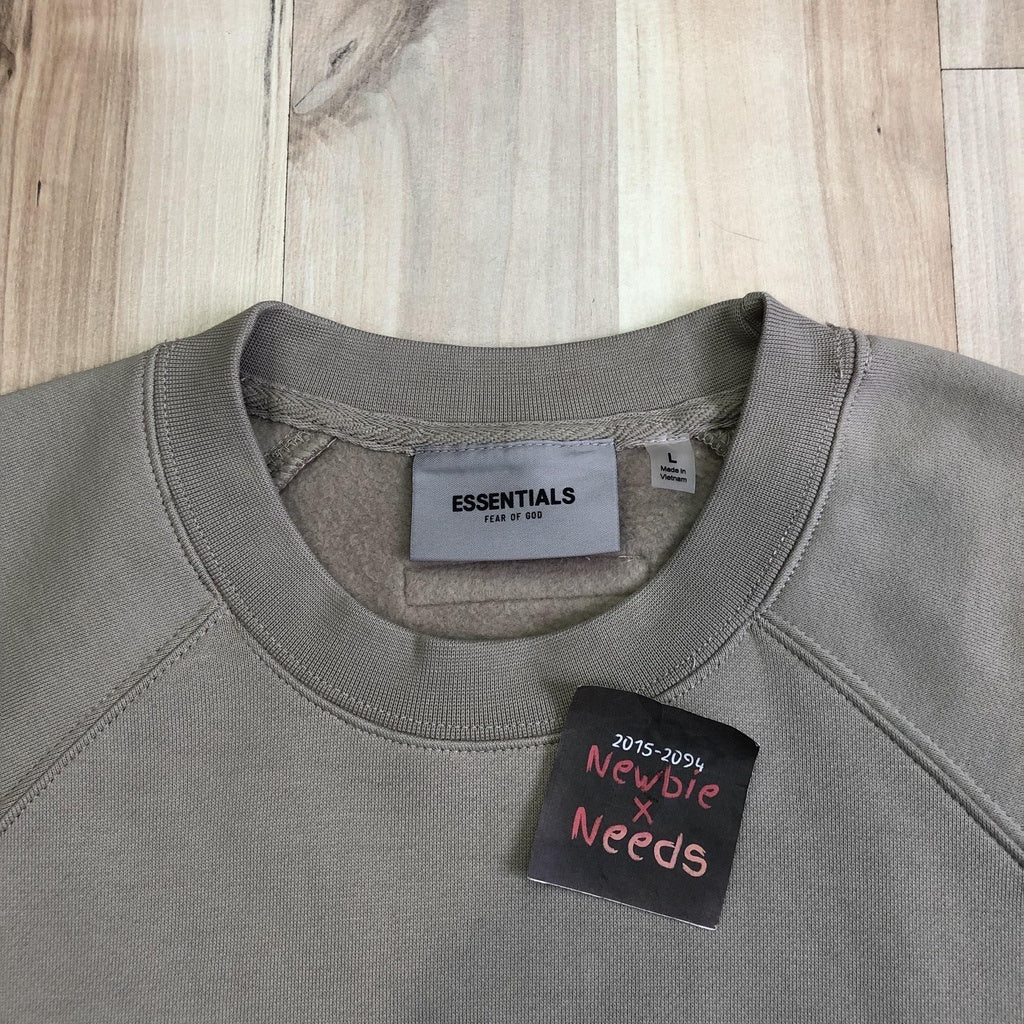 ESSENTIALS
FEAR OF GOD
L
Made in
Vietnam
2015-2094
Newbie
x
Needs